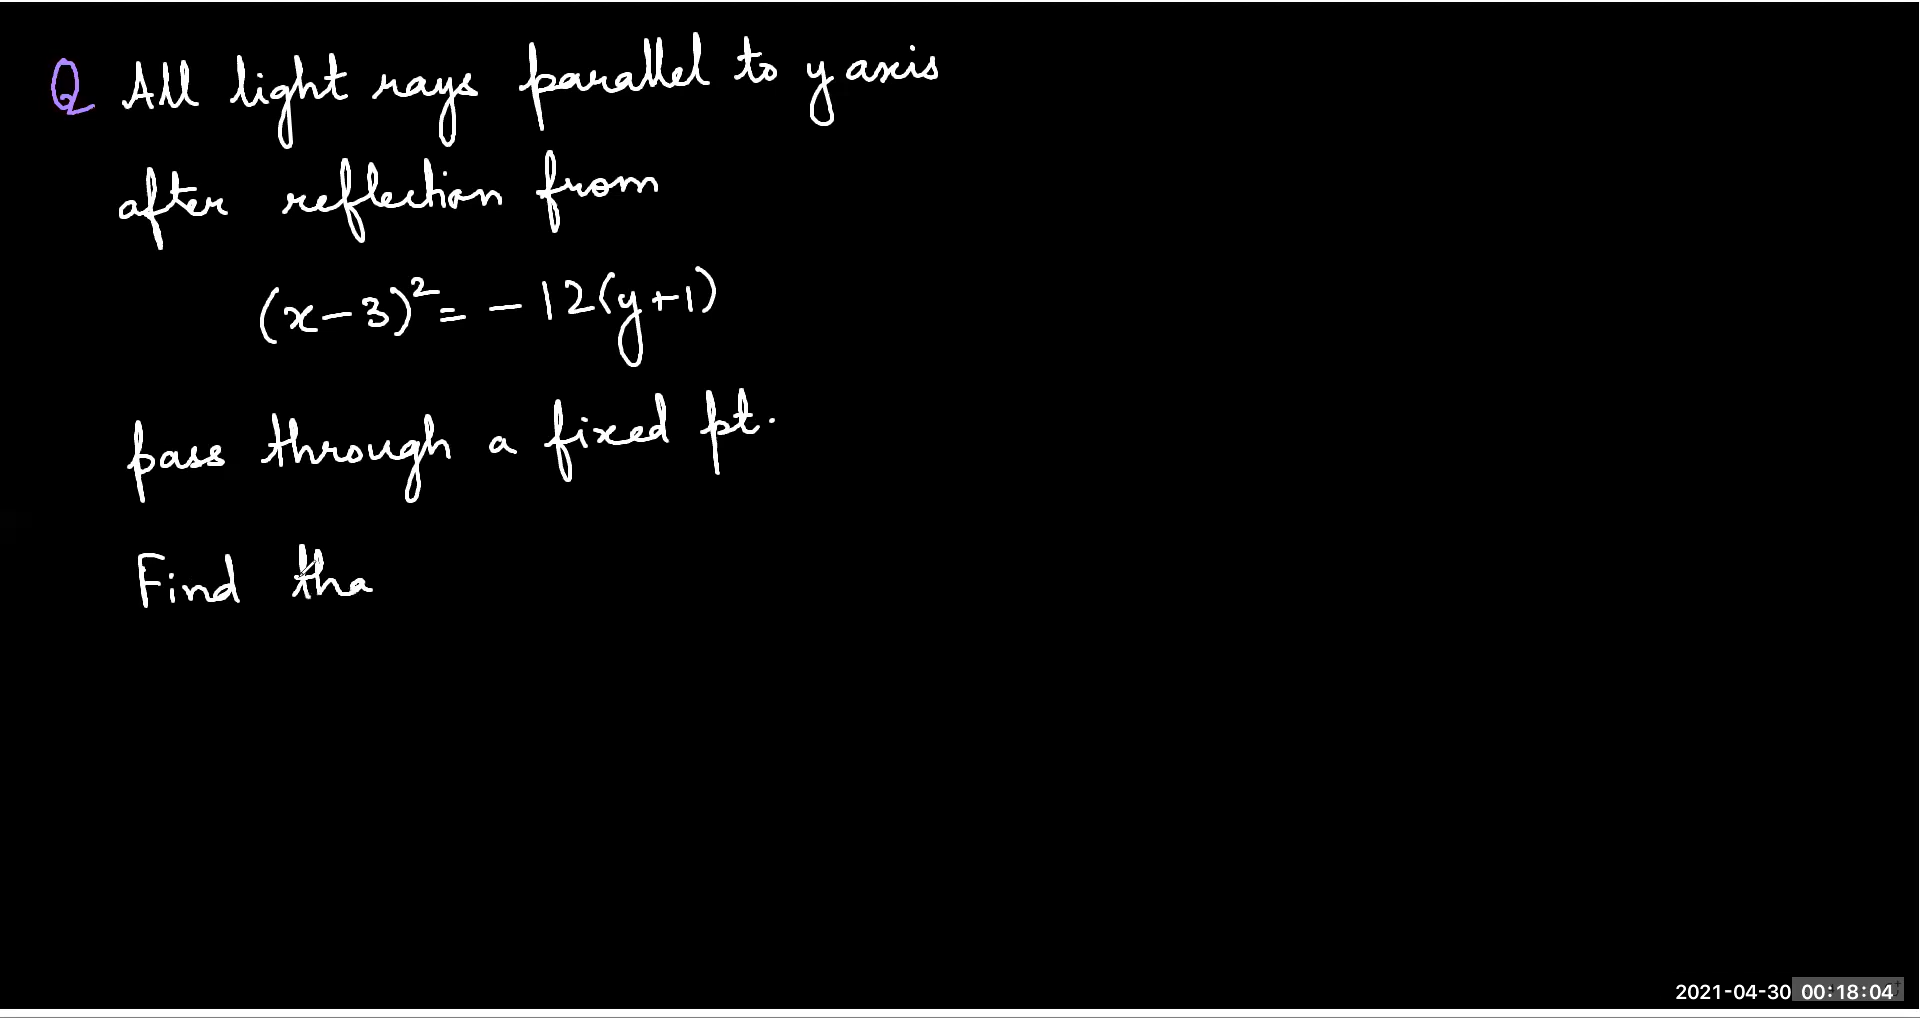 Q All light rays parallel to y axis
after reflection from
(x-3)² = -12(y+1)
pass through a fixed pt.
Find tha
2021-04-30 00:18:04